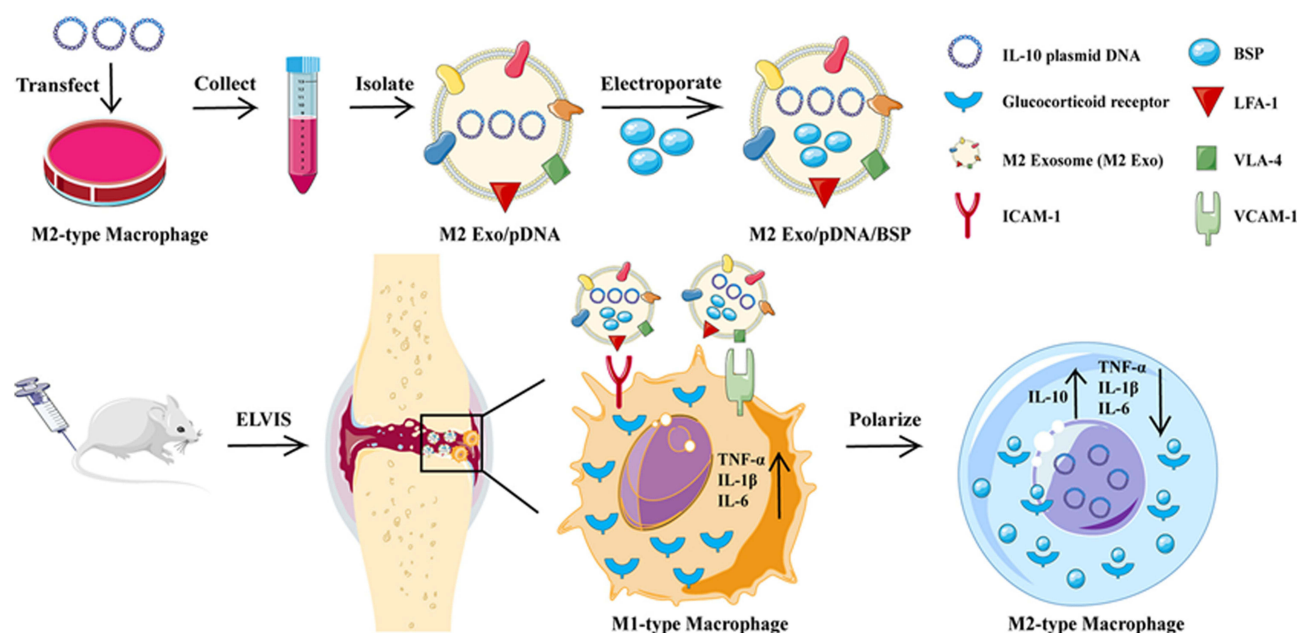 Transfect
Collect
Isolate
Electroporate
M2-type Macrophage
M2 Exo/pDNA
M2 Exo/pDNA/BSP
IL-10 plasmid DNA
BSP
Glucocorticoid receptor
LFA-1
M2 Exosome (M2 Exo)
VLA-4
ICAM-1
VCAM-1
ELVIS
TNF-α
IL-1β
IL-6
M1-type Macrophage
Polarize
IL-10
TNF-α
IL-1β
IL-6
M2-type Macrophage